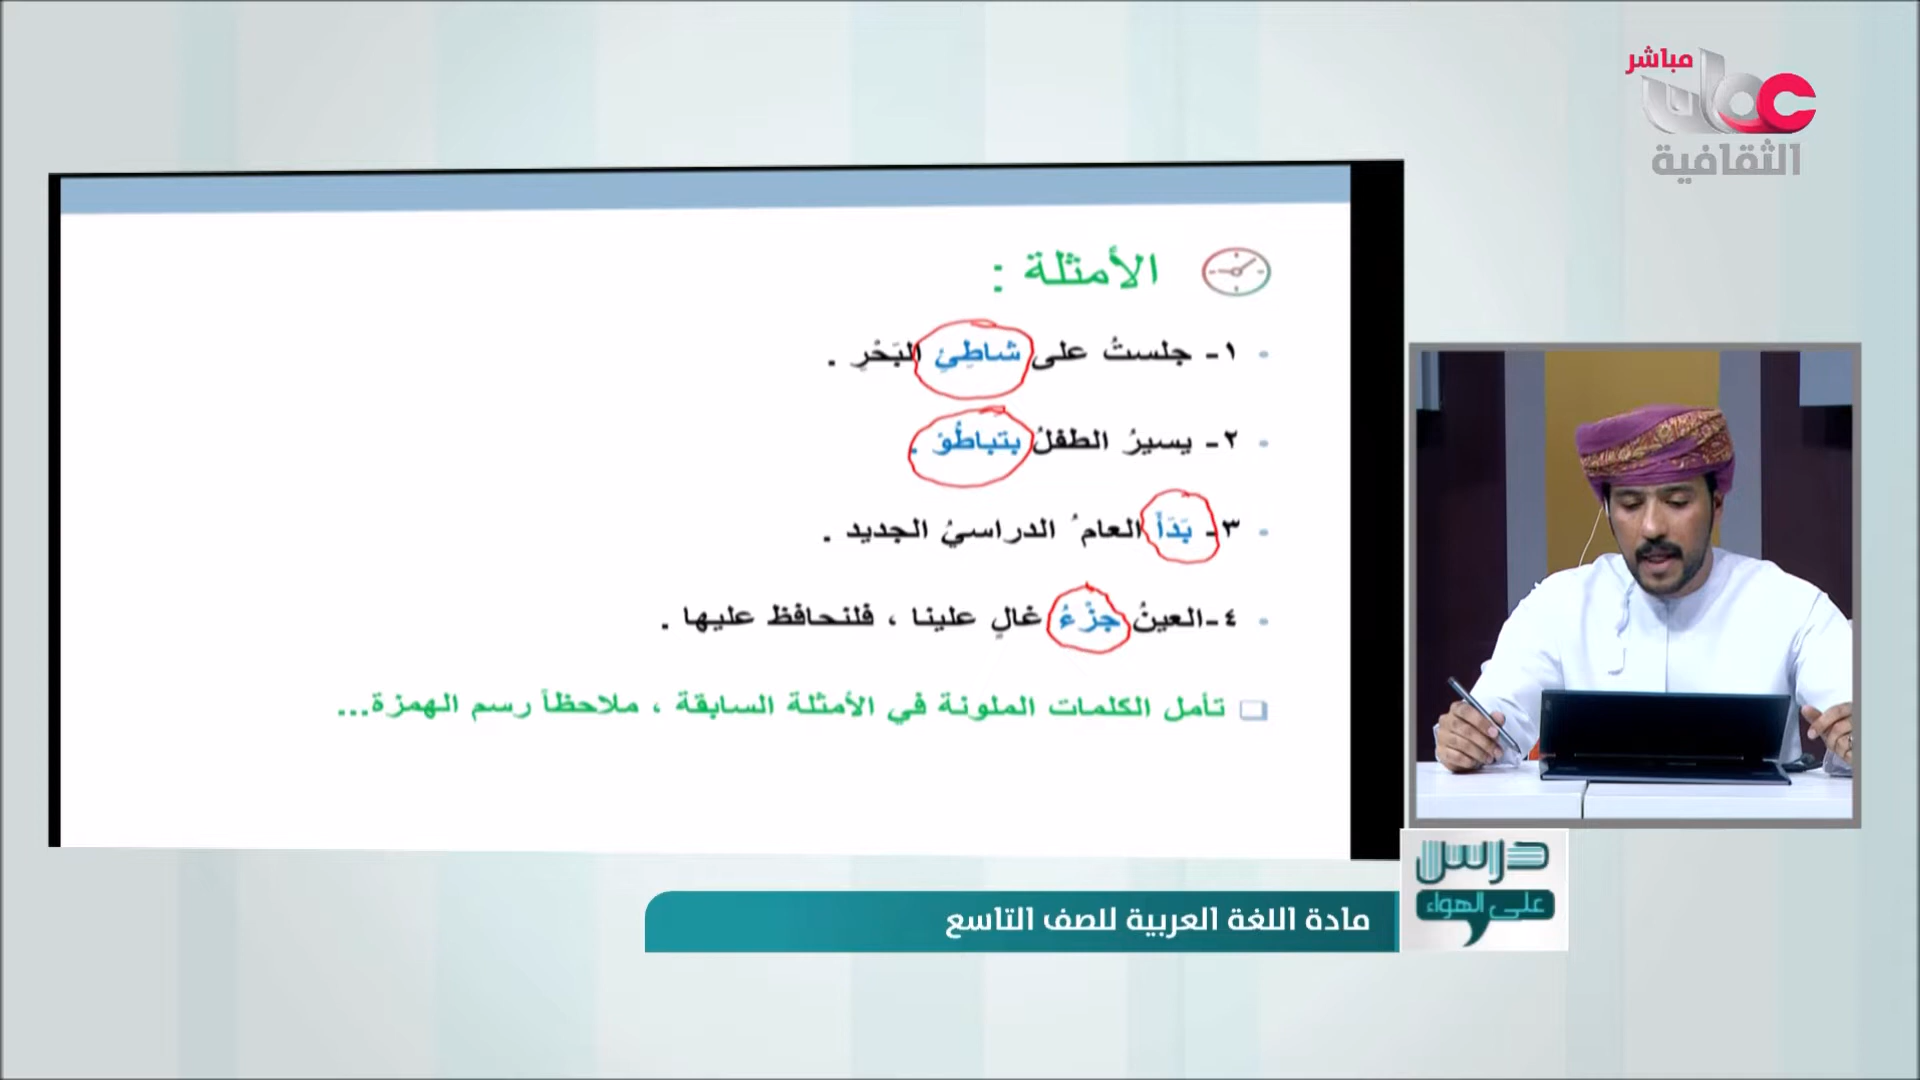 مباشر
عمان
الثقافية
الأمثلة :
١- جلستُ على شاطِئِ البَحْرِ .
٢- يسيرُ الطفلُ بتباطُؤ .
٣- بَدَأَ العامُ الدراسيُ الجديد .
٤-العينُ جزْءُ غالٍ علينا ، فلنحافظ عليها .
تأمل الكلمات الملونة في الأمثلة السابقة ، ملاحظاً رسم الهمزة...
درس
على الهواء
مادة اللغة العربية للصف التاسع